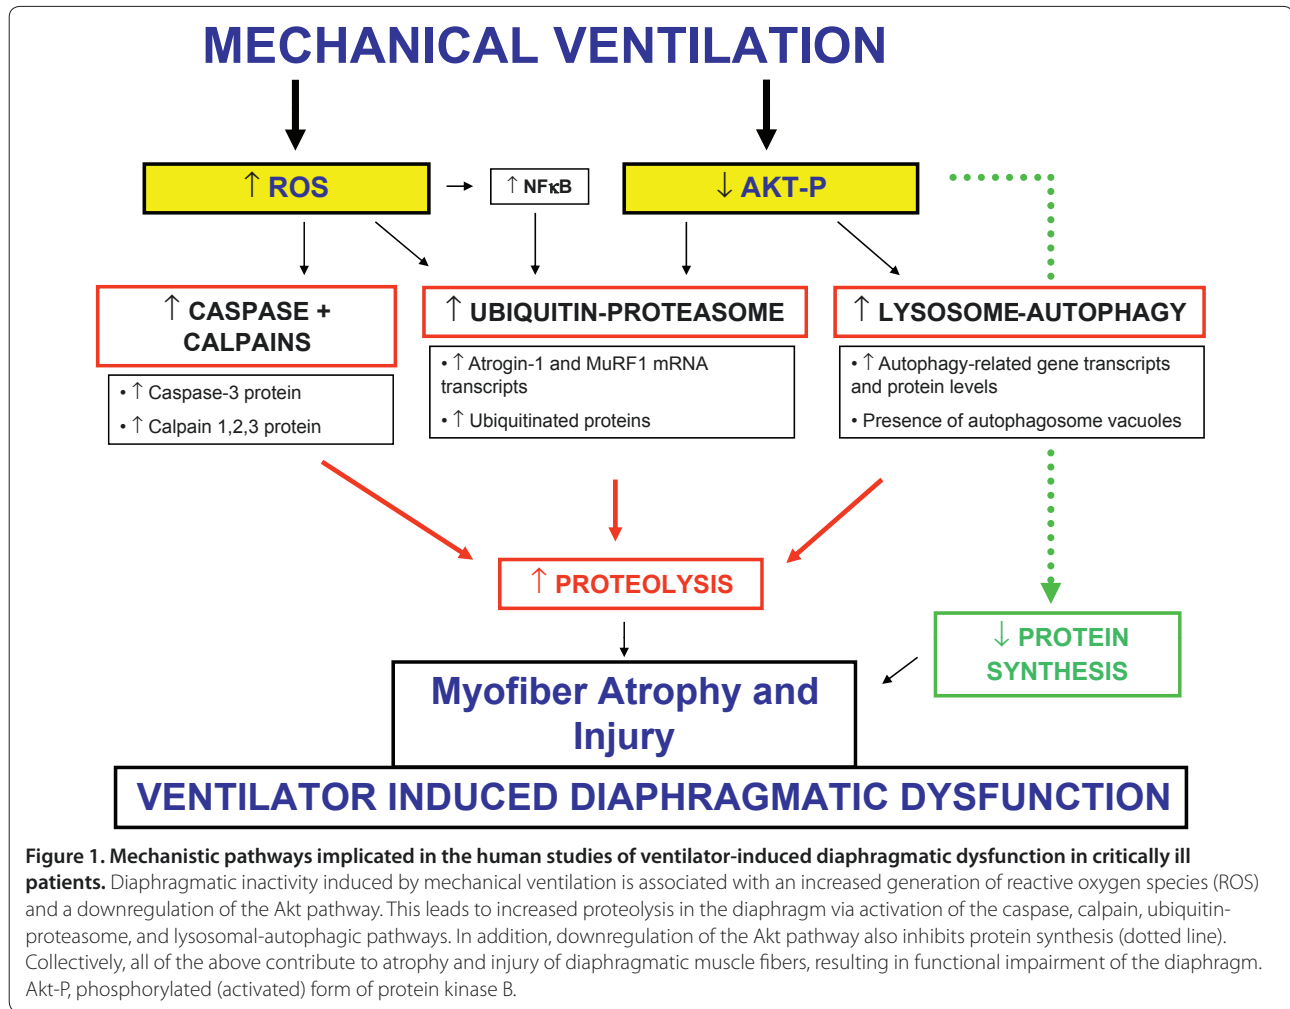 MECHANICAL VENTILATION
↑ ROS
↑ NFκB
↓ AKT-P
↑ CASPASE +
CALPAINS
↑ UBIQUITIN-PROTEASOME
↑ LYSOSOME-AUTOPHAGY
• ↑ Caspase-3 protein
• ↑ Calpain 1,2,3 protein
• ↑ Atrogin-1 and MuRF1 mRNA
transcripts
• ↑ Ubiquitinated proteins
• ↑ Autophagy-related gene transcripts
and protein levels
• Presence of autophagosome vacuoles
↑ PROTEOLYSIS
↓ PROTEIN
SYNTHESIS
Myofiber Atrophy and
Injury
VENTILATOR INDUCED DIAPHRAGMATIC DYSFUNCTION
Figure 1. Mechanistic pathways implicated in the human studies of ventilator-induced diaphragmatic dysfunction in critically ill
patients. Diaphragmatic inactivity induced by mechanical ventilation is associated with an increased generation of reactive oxygen species (ROS)
and a downregulation of the Akt pathway. This leads to increased proteolysis in the diaphragm via activation of the caspase, calpain, ubiquitin-
proteasome, and lysosomal-autophagic pathways. In addition, downregulation of the Akt pathway also inhibits protein synthesis (dotted line).
Collectively, all of the above contribute to atrophy and injury of diaphragmatic muscle fibers, resulting in functional impairment of the diaphragm.
Akt-P, phosphorylated (activated) form of protein kinase B.